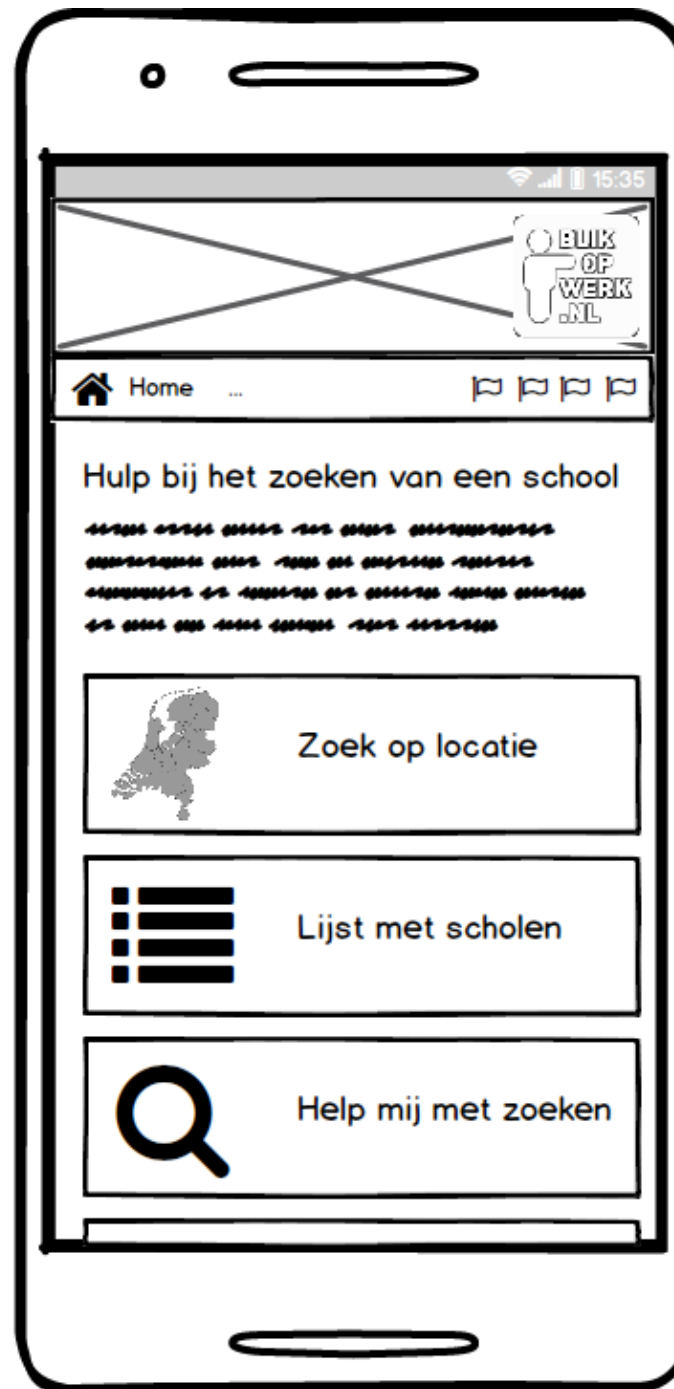 15:35
BLIK
OP
WERK
.NL
Home ...
Hulp bij het zoeken van een school
Zoek op locatie
Lijst met scholen
Help mij met zoeken